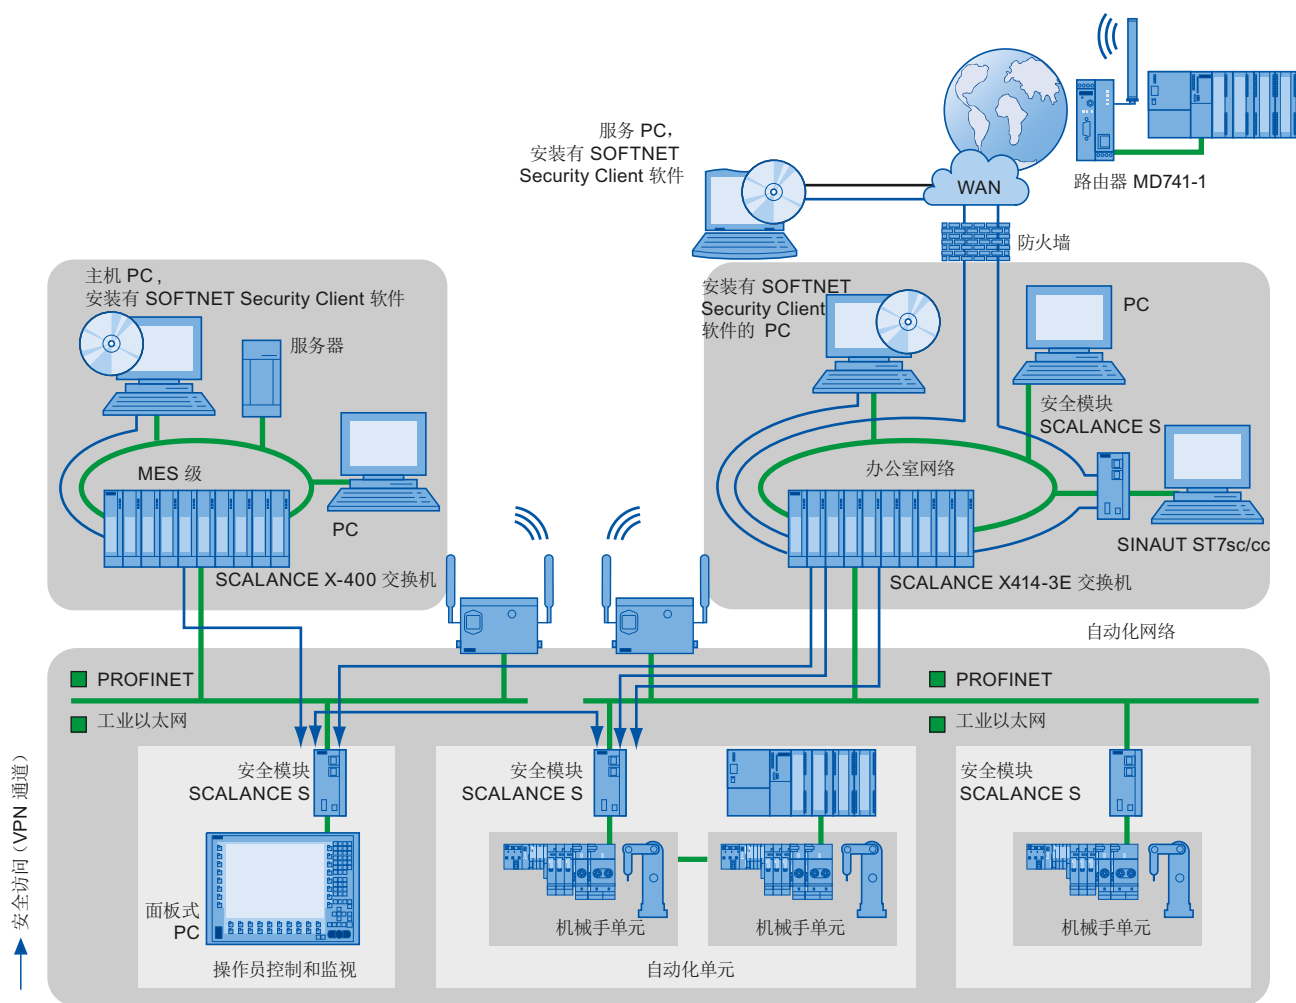 服务 PC，
安装有 SOFTNET
Security Client 软件
WAN
路由器 MD741-1
防火墙
主机 PC，
安装有 SOFTNET Security Client 软件
服务器
MES 级
PC
SCALANCE X-400 交换机
安装有 SOFTNET
Security Client
软件的 PC
PC
安全模块
SCALANCE S
办公室网络
SINAUT ST7sc/cc
SCALANCE X414-3E 交换机
自动化网络
PROFINET
工业以太网
PROFINET
工业以太网
安全模块
SCALANCE S
安全模块
SCALANCE S
安全模块
SCALANCE S
面板式
PC
机械手单元
机械手单元
机械手单元
操作员控制和监视
自动化单元
安全访问（VPN 通道）